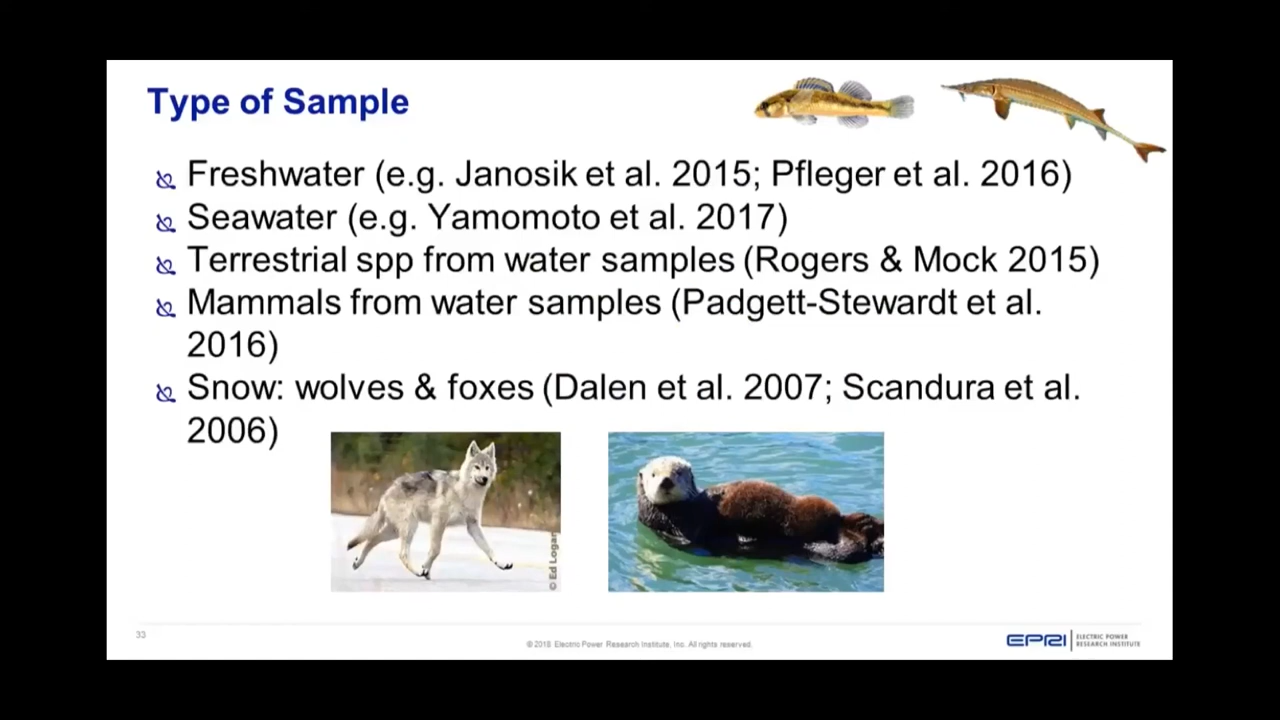 Type of Sample
Freshwater (e.g. Janosik et al. 2015; Pfleger et al. 2016)
Seawater (e.g. Yamomoto et al. 2017)
Terrestrial spp from water samples (Rogers & Mock 2015)
Mammals from water samples (Padgett-Stewardt et al.
2016)
Snow: wolves & foxes (Dalen et al. 2007; Scandura et al.
2006)
© Ed Logan
33
© 2018 Electric Power Research Institute, Inc. All rights reserved.
EPRI
ELECTRIC POWER
RESEARCH INSTITUTE